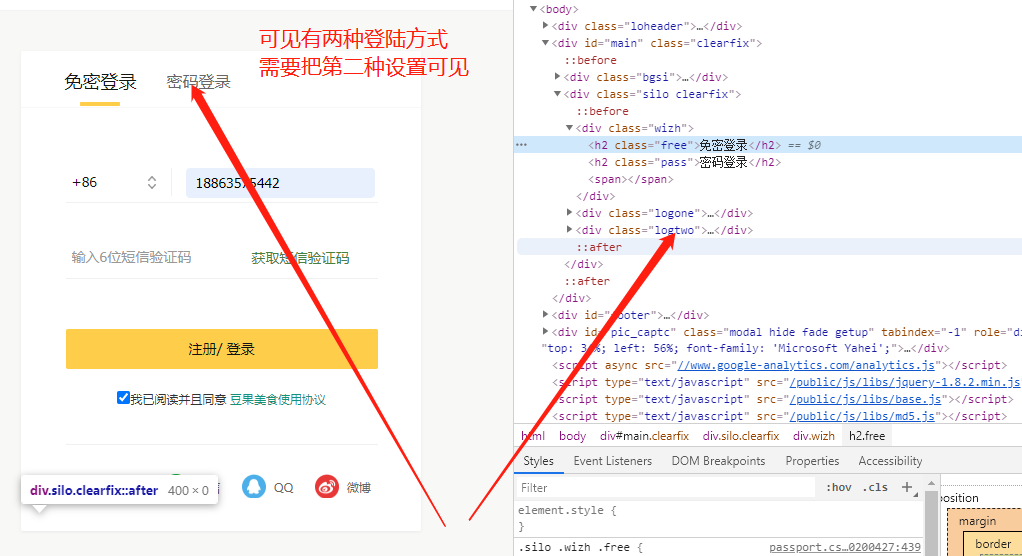 可见有两种登陆方式
需要把第二种设置可见
免密登录 密码登录
+86 18863575442
输入6位短信验证码 获取短信验证码
注册/ 登录
我已阅读并且同意 豆果美食使用协议
QQ 微博
div.silo.clearfix::after 400 × 0
▼<body>
▶<div class="loheader">…</div>
▼<div id="main" class="clearfix">
::before
▶<div class="bgsi">…</div>
▼<div class="silo clearfix">
::before
▼<div class="wizh">
••• <h2 class="free">免密登录</h2> == $0
<h2 class="pass">密码登录</h2>
<span></span>
</div>
▶<div class="logone">…</div>
▶<div class="logtwo">…</div>
::after
</div>
::after
</div>
▶<div id="footer">…</div>
▶<div id="pic_captc" class="modal hide fade getup" tabindex="-1" role="di
"top: 3 %; left: 56%; font-family: 'Microsoft Yahei';">…</div>
<script async src="//www.google-analytics.com/analytics.js"></script>
<script type="text/javascript" src="/public/js/libs/jquery-1.8.2.min.js
<script type="text/javascript" src="/public/js/libs/base.js"></script>
<script type="text/javascript" src="/public/js/libs/md5.js"></script>
html body div#main.clearfix div.silo.clearfix div.wizh h2.free
Styles Event Listeners DOM Breakpoints Properties Accessibility
Filter :hov .cls +
element.style {
}
.silo .wizh .free { passport.cs…0200427:439
position
margin
border